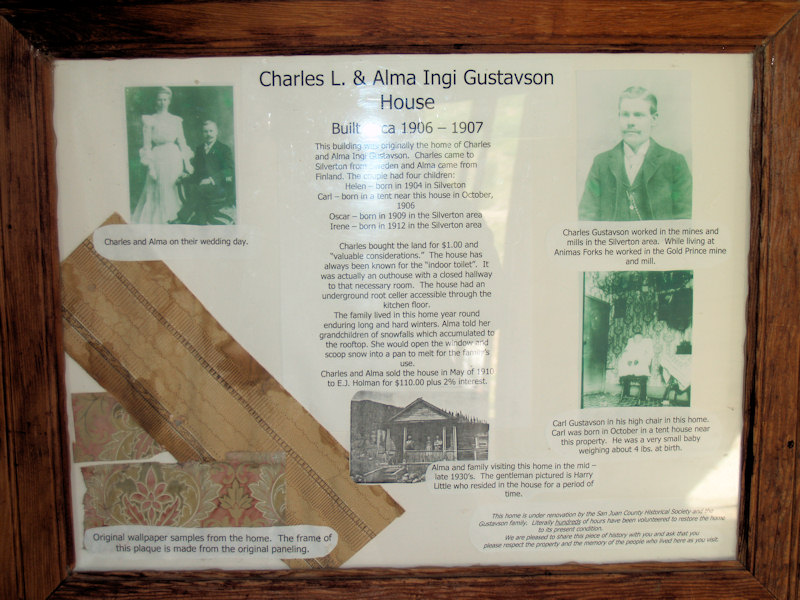 Charles L. & Alma Ingi Gustavson
House
Built ca 1906 – 1907
This building was originally the home of Charles
and Alma Ingi Gustavson. Charles came to
Silverton from Sweden and Alma came from
Finland. The couple had four children:
Helen – born in 1904 in Silverton
Carl – born in a tent near this house in October,
1906
Oscar – born in 1909 in the Silverton area
Irene – born in 1912 in the Silverton area
Charles bought the land for $1.00 and
“valuable considerations.” The house has
always been known for the “indoor toilet”. It
was actually an outhouse with a closed hallway
to that necessary room. The house had an
underground root celler accessible through the
kitchen floor.
The family lived in this home year round
enduring long and hard winters. Alma told her
grandchildren of snowfalls which accumulated to
the rooftop. She would open the window and
scoop snow into a pan to melt for the family’s
use.
Charles and Alma sold the house in May of 1910
to E.J. Holman for $110.00 plus 2% interest.
Charles and Alma on their wedding day.
Charles Gustavson worked in the mines and
mills in the Silverton area. While living at
Animas Forks he worked in the Gold Prince mine
and mill.
Carl Gustavson in his high chair in this home.
Carl was born in October in a tent house near
this property. He was a very small baby
weighing about 4 lbs. at birth.
Alma and family visiting this home in the mid –
late 1930’s. The gentleman pictured is Harry
Little who resided in the house for a period of
time.
Original wallpaper samples from the home. The frame of
this plaque is made from the original paneling.
This home is under renovation by the San Juan County Historical Society and the
Gustavson family. Literally hundreds of hours have been volunteered to restore the home
to its present condition.
We are pleased to share this piece of history with you and ask that you
please respect the property and the memory of the people who lived here as you visit.